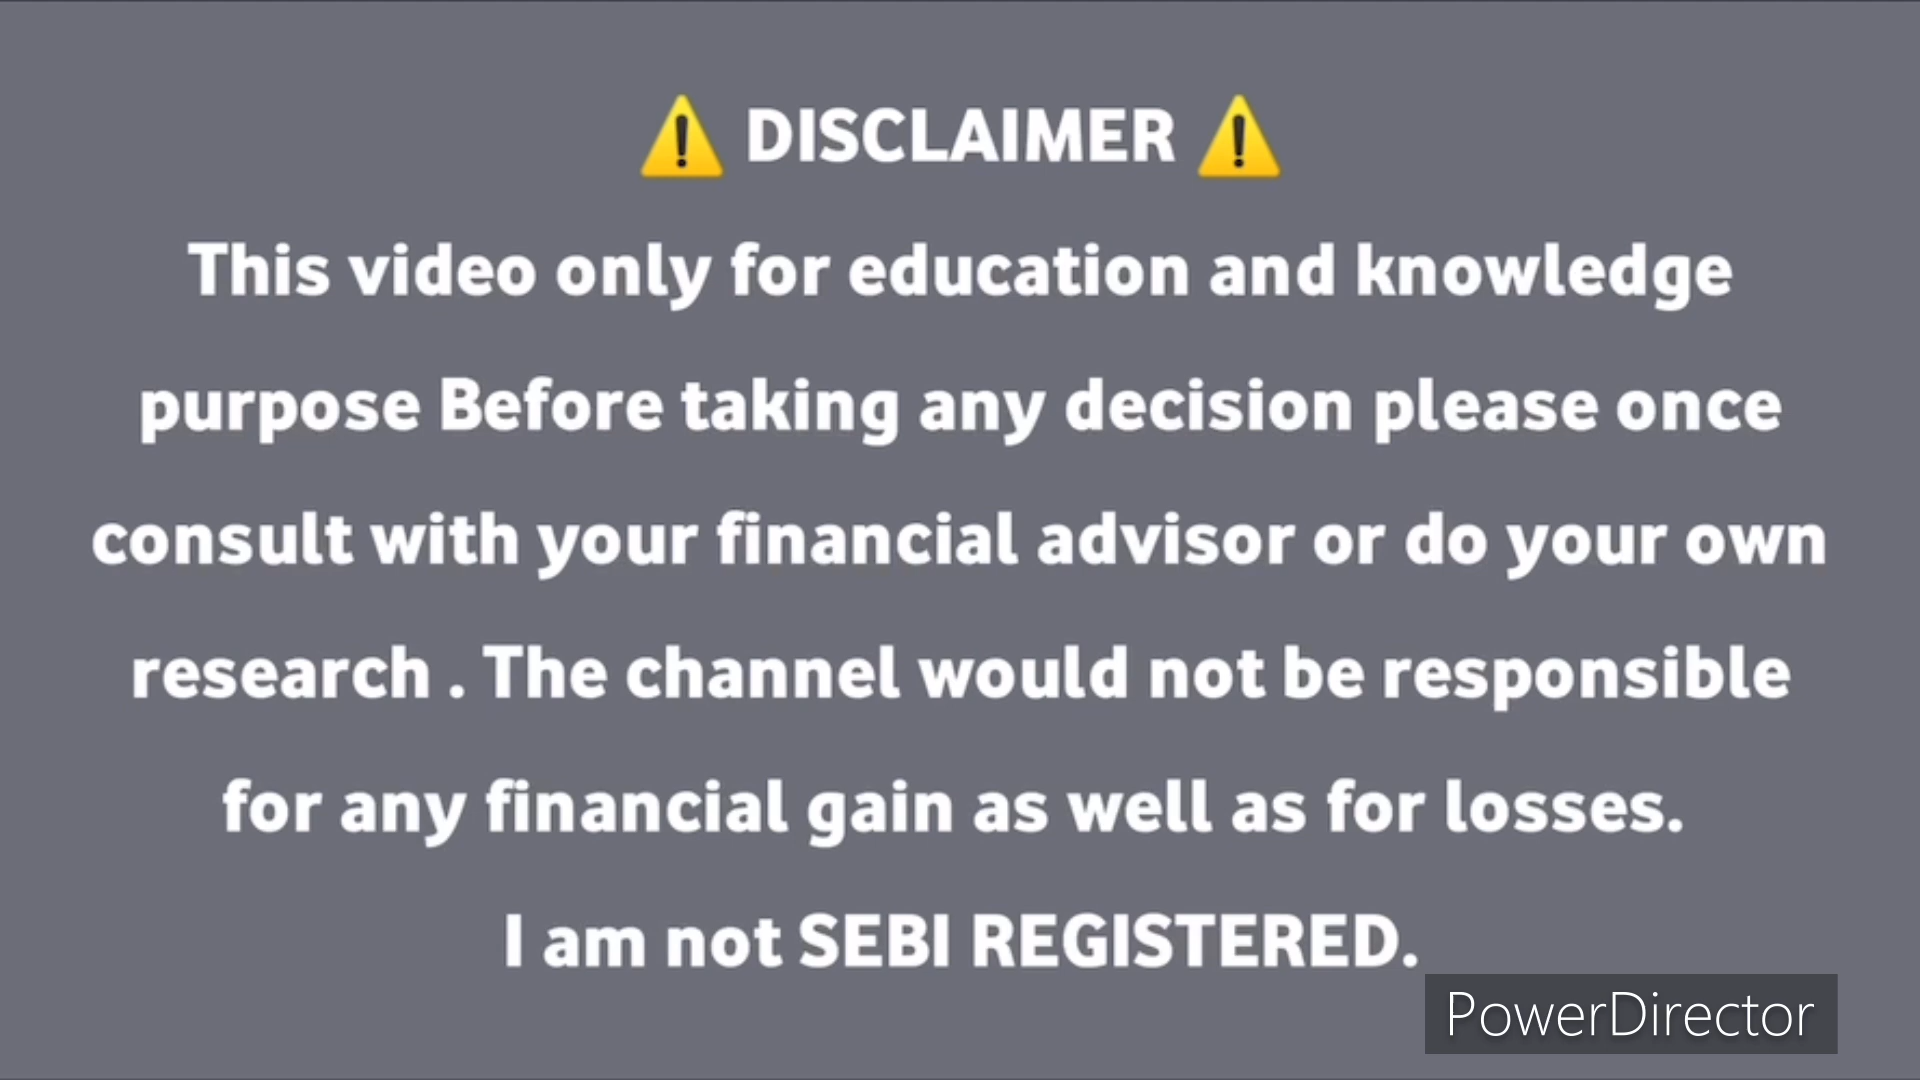 ⚠️ DISCLAIMER ⚠️
This video only for education and knowledge
purpose Before taking any decision please once
consult with your financial advisor or do your own
research . The channel would not be responsible
for any financial gain as well as for losses.
I am not SEBI REGISTERED.
PowerDirector